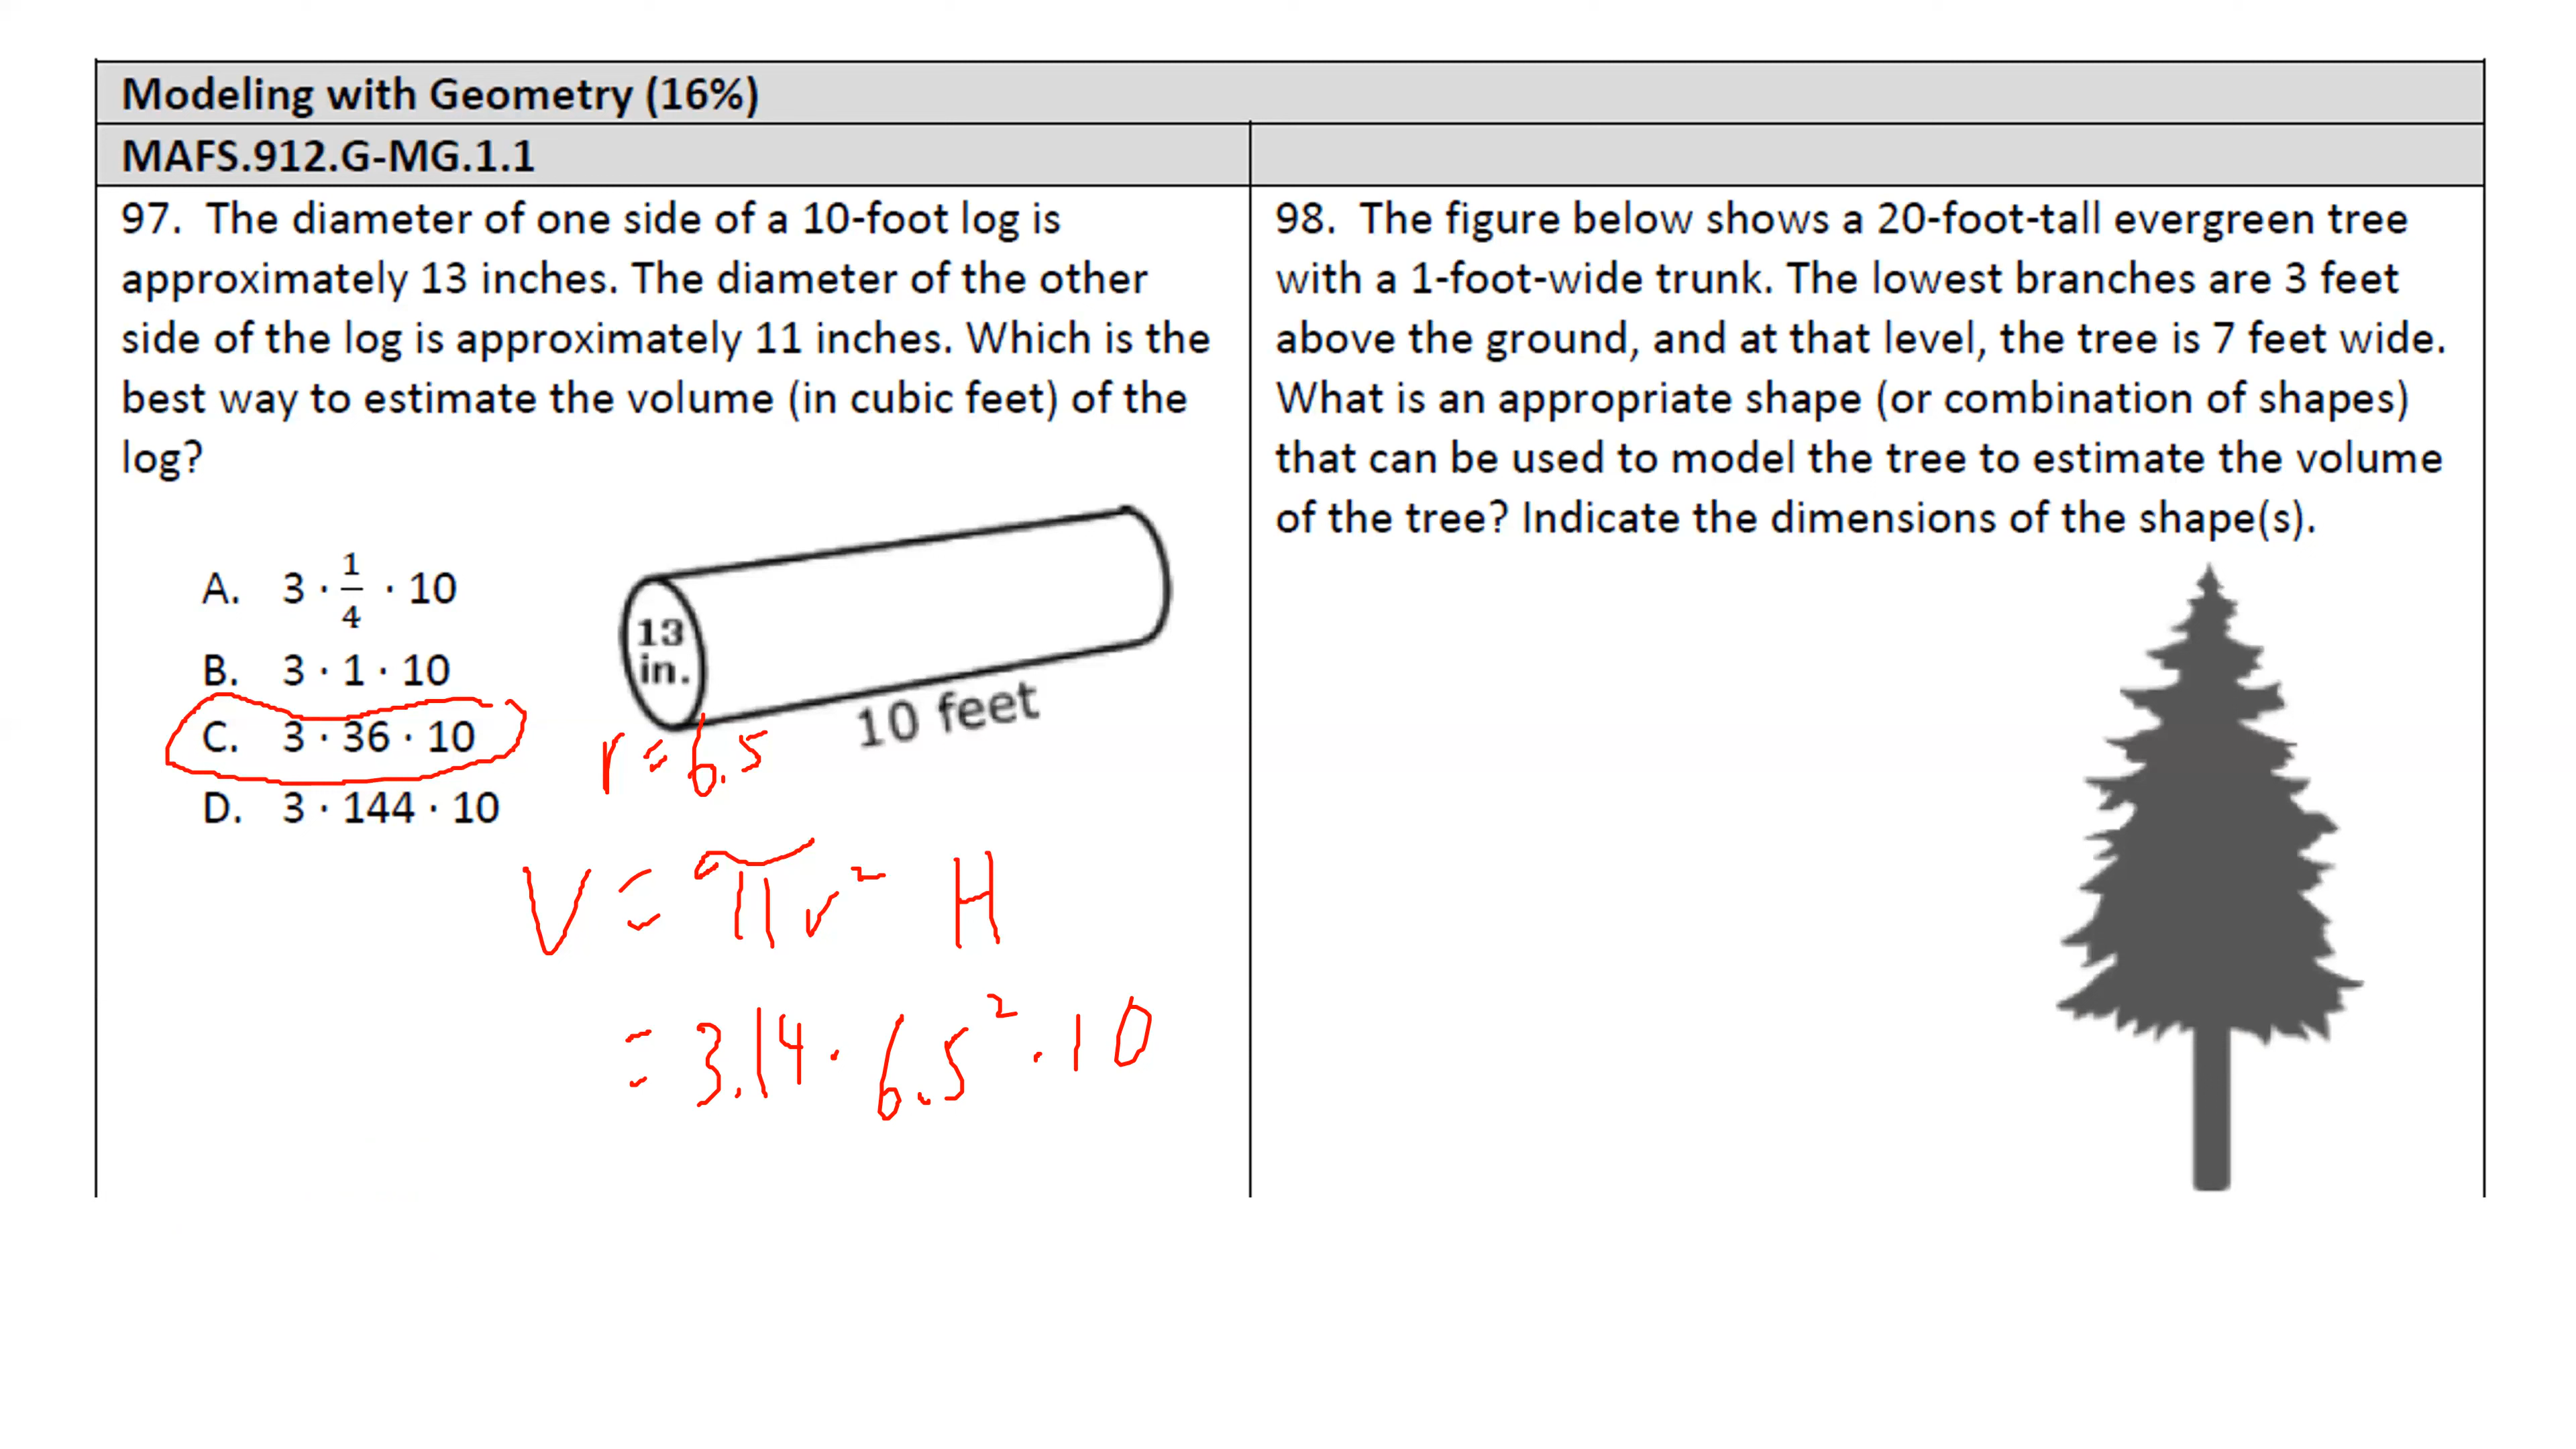 Modeling with Geometry (16%)
MAFS.912.G-MG.1.1
97. The diameter of one side of a 10-foot log is
approximately 13 inches. The diameter of the other
side of the log is approximately 11 inches. Which is the
best way to estimate the volume (in cubic feet) of the
log?
A. 3 · 1/4 · 10
B. 3 · 1 · 10
C. 3 · 36 · 10
D. 3 · 144 · 10
13
in.
10 feet
r = 6.5
V = πr² H
= 3.14 · 6.5² · 10
98. The figure below shows a 20-foot-tall evergreen tree
with a 1-foot-wide trunk. The lowest branches are 3 feet
above the ground, and at that level, the tree is 7 feet wide.
What is an appropriate shape (or combination of shapes)
that can be used to model the tree to estimate the volume
of the tree? Indicate the dimensions of the shape(s).